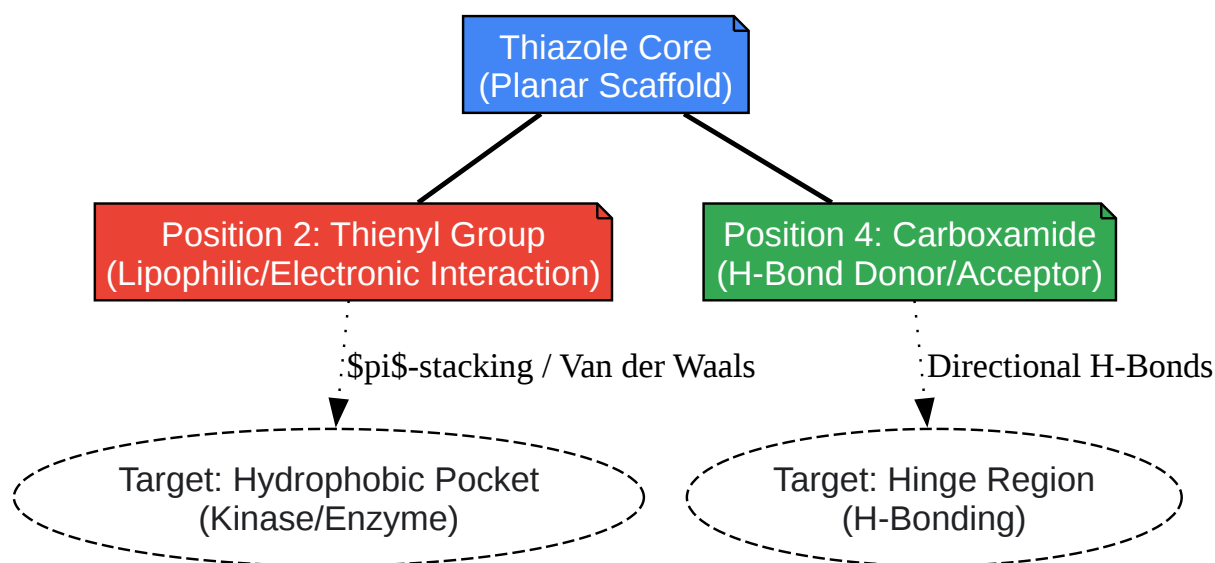 Thiazole Core
(Planar Scaffold)
Position 2: Thienyl Group
(Lipophilic/Electronic Interaction)
Position 4: Carboxamide
(H-Bond Donor/Acceptor)
$pi$-stacking / Van der Waals
Directional H-Bonds
Target: Hydrophobic Pocket
(Kinase/Enzyme)
Target: Hinge Region
(H-Bonding)